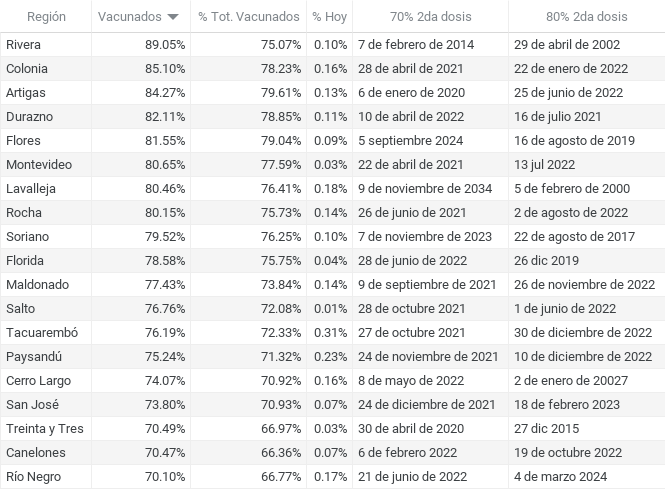 Región Vacunados % Tot. Vacunados % Hoy 70% 2da dosis 80% 2da dosis
Rivera 89.05% 75.07% 0.10% 7 de febrero de 2014 29 de abril de 2002
Colonia 85.10% 78.23% 0.16% 28 de abril de 2021 22 de enero de 2022
Artigas 84.27% 79.61% 0.13% 6 de enero de 2020 25 de junio de 2022
Durazno 82.11% 78.85% 0.11% 10 de abril de 2022 16 de julio 2021
Flores 81.55% 79.04% 0.09% 5 septiembre 2024 16 de agosto de 2019
Montevideo 80.65% 77.59% 0.03% 22 de abril de 2021 13 jul 2022
Lavalleja 80.46% 76.41% 0.18% 9 de noviembre de 2034 5 de febrero de 2000
Rocha 80.15% 75.73% 0.14% 26 de junio de 2021 2 de agosto de 2022
Soriano 79.52% 76.25% 0.10% 7 de noviembre de 2023 22 de agosto de 2017
Florida 78.58% 75.75% 0.04% 28 de junio de 2022 26 dic 2019
Maldonado 77.43% 73.84% 0.14% 9 de septiembre de 2021 26 de noviembre de 2022
Salto 76.76% 72.08% 0.01% 28 de octubre 2021 1 de junio de 2022
Tacuarembó 76.19% 72.33% 0.31% 27 de octubre 2021 30 de diciembre de 2022
Paysandú 75.24% 71.32% 0.23% 24 de noviembre de 2021 10 de diciembre de 2022
Cerro Largo 74.07% 70.92% 0.16% 8 de mayo de 2022 2 de enero de 20027
San José 73.80% 70.93% 0.07% 24 de diciembre de 2021 18 de febrero de 2023
Treinta y Tres 70.49% 66.97% 0.03% 30 de abril de 2020 27 dic 2015
Canelones 70.47% 66.36% 0.07% 6 de febrero de 2022 19 de octubre de 2022
Río Negro 70.10% 66.77% 0.17% 21 de junio de 2022 4 de marzo de 2024